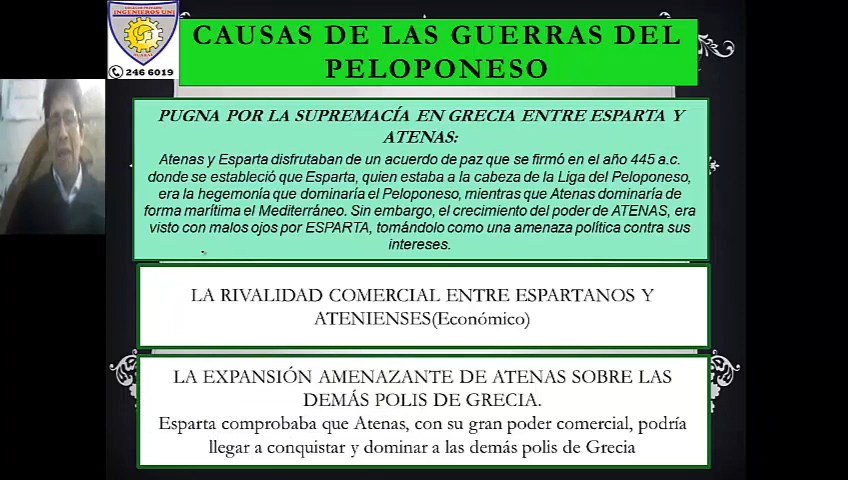 COLEGIO PRIVADO
INGENIEROS UNI
246 6019
CAUSAS DE LAS GUERRAS DEL
PELOPONESO
PUGNA POR LA SUPREMACÍA EN GRECIA ENTRE ESPARTA Y
ATENAS:
Atenas y Esparta disfrutaban de un acuerdo de paz que se firmó en el año 445 a.c.
donde se estableció que Esparta, quien estaba a la cabeza de la Liga del Peloponeso,
era la hegemonía que dominaría el Peloponeso, mientras que Atenas dominaría de
forma marítima el Mediterráneo. Sin embargo, el crecimiento del poder de ATENAS, era
visto con malos ojos por ESPARTA, tomándolo como una amenaza política contra sus
intereses.
LA RIVALIDAD COMERCIAL ENTRE ESPARTANOS Y
ATENIENSES(Económico)
LA EXPANSIÓN AMENAZANTE DE ATENAS SOBRE LAS
DEMÁS POLIS DE GRECIA.
Esparta comprobaba que Atenas, con su gran poder comercial, podría
llegar a conquistar y dominar a las demás polis de Grecia